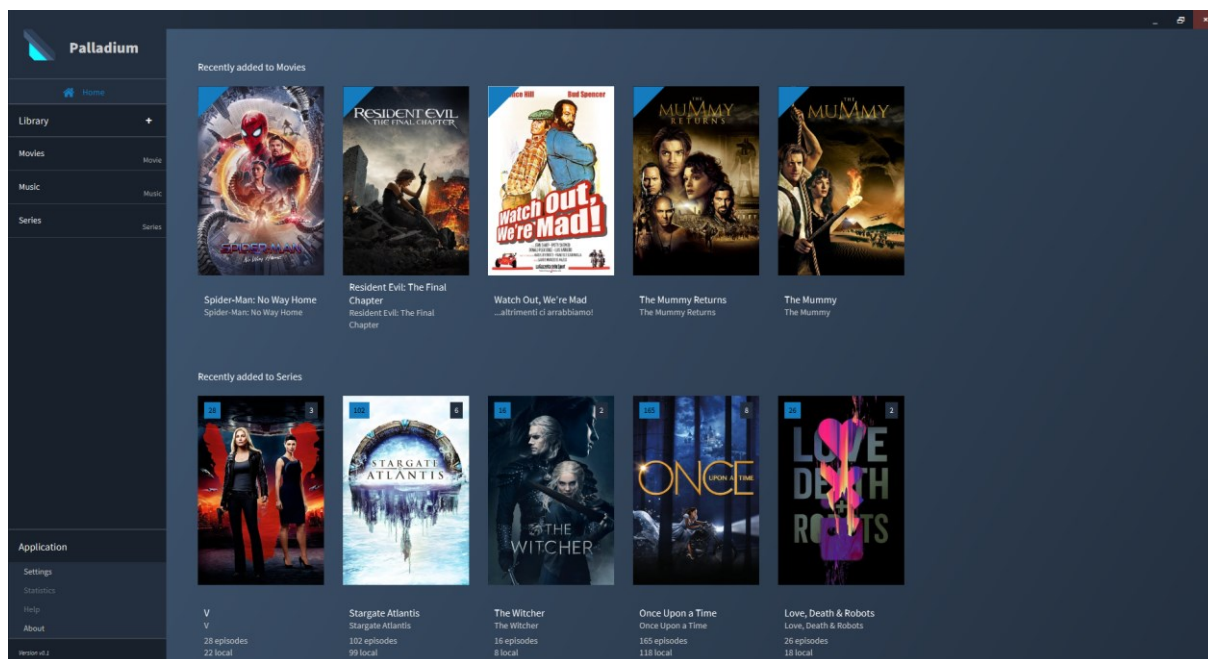 Palladium
Home
Library +
Movies
Movie
Music
Music
Series
Series
Application
Settings
Statistics
Help
About
Version v0.1
Recently added to Movies
SPIDER-MAN
No Way Home
Spider-Man: No Way Home
Spider-Man: No Way Home
RESIDENT EVIL
THE FINAL CHAPTER
Resident Evil: The Final
Chapter
Resident Evil: The Final
Chapter
Hill Bud Spencer
Watch Out,
We're Mad!
Watch Out, We're Mad
...altrimenti ci arrabbiamo!
THE
MUMMY
RETURNS
The Mummy Returns
The Mummy Returns
THE
MUMMY
The Mummy
The Mummy
Recently added to Series
28 3
V
V
28 episodes
22 local
102 6
STARGATE
ATLANTIS
Stargate Atlantis
Stargate Atlantis
102 episodes
99 local
16 2
THE
WITCHER
The Witcher
The Witcher
16 episodes
8 local
165 8
ONCE
UPON A TIME
Once Upon a Time
Once Upon a Time
165 episodes
118 local
26 2
LOVE
DEATH
+
ROBOTS
Love, Death & Robots
Love, Death & Robots
26 episodes
18 local